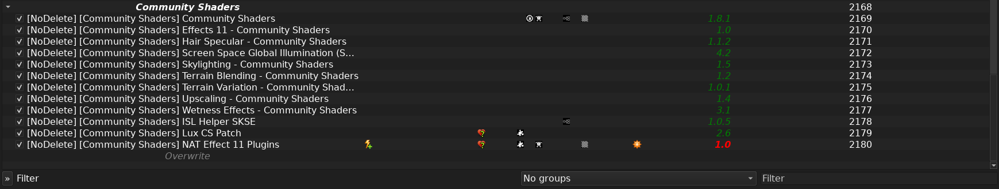 Community Shaders 2168
[NoDelete] [Community Shaders] Community Shaders 1.8.1 2169
[NoDelete] [Community Shaders] Effects 11 - Community Shaders 1.0 2170
[NoDelete] [Community Shaders] Hair Specular - Community Shaders 1.1.2 2171
[NoDelete] [Community Shaders] Screen Space Global Illumination (S... 4.2 2172
[NoDelete] [Community Shaders] Skylighting - Community Shaders 1.5 2173
[NoDelete] [Community Shaders] Terrain Blending - Community Shaders 1.2 2174
[NoDelete] [Community Shaders] Terrain Variation - Community Shad... 1.0.1 2175
[NoDelete] [Community Shaders] Upscaling - Community Shaders 1.4 2176
[NoDelete] [Community Shaders] Wetness Effects - Community Shaders 3.1 2177
[NoDelete] [Community Shaders] ISL Helper SKSE 1.0.5 2178
[NoDelete] [Community Shaders] Lux CS Patch 2.6 2179
[NoDelete] [Community Shaders] NAT Effect 11 Plugins 1.0 2180
Overwrite
» Filter No groups Filter